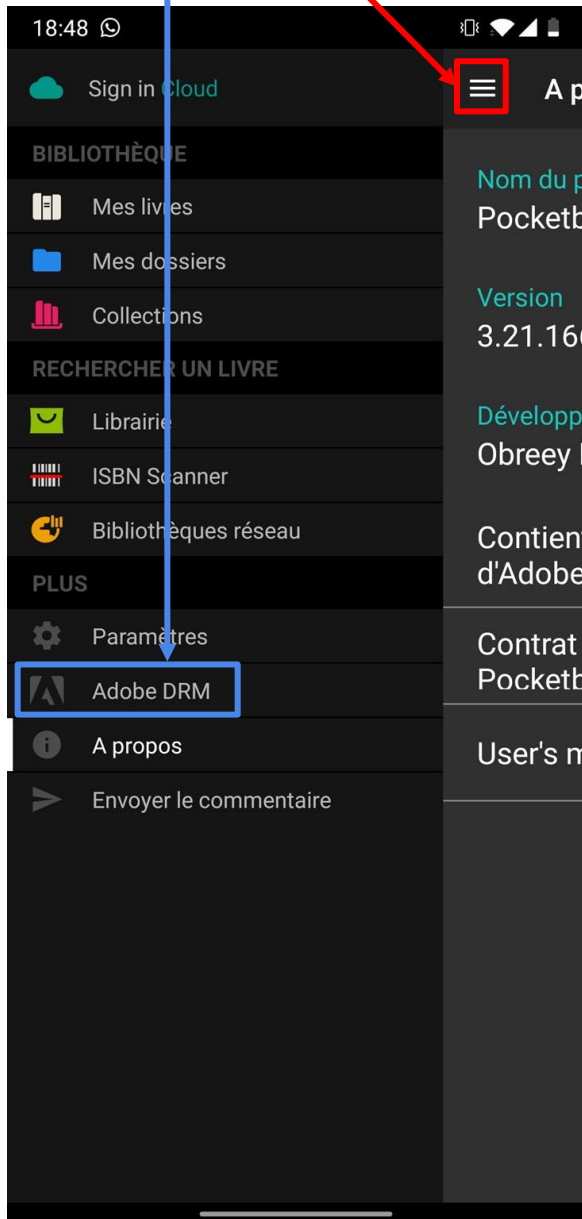 18:48
Sign in Cloud
BIBLIOTHÈQUE
Mes livres
Mes dossiers
Collections
RECHERCHER UN LIVRE
Librairie
ISBN Scanner
Bibliothèques réseau
PLUS
Paramètres
Adobe DRM
A propos
Envoyer le commentaire
A p
Nom du p
Pocketb
Version
3.21.16
Développ
Obreey
Contien
d'Adobe
Contrat
Pocketb
User's m